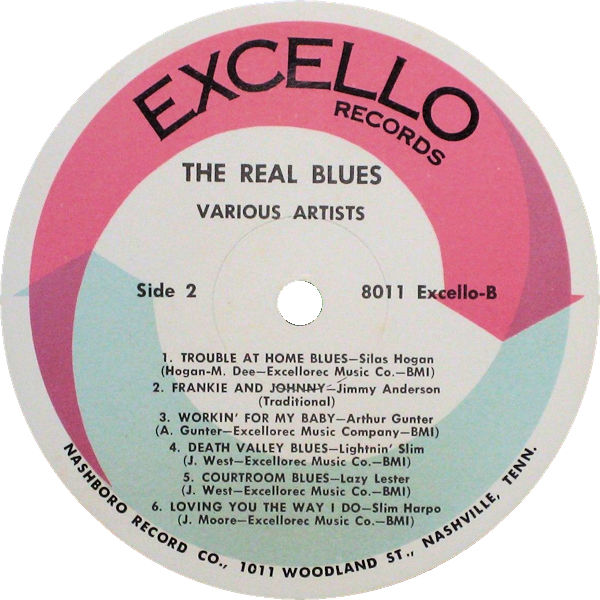 EXCELLO
RECORDS
THE REAL BLUES
VARIOUS ARTISTS
Side 2
8011 Excello-B
1. TROUBLE AT HOME BLUES—Silas Hogan
(Hogan-M. Dee—Excellorec Music Co.—BMI)
2. FRANKIE AND JOHNNY—Jimmy Anderson
(Traditional)
3. WORKIN' FOR MY BABY—Arthur Gunter
(A. Gunter—Excellorec Music Company—BMI)
4. DEATH VALLEY BLUES—Lightnin' Slim
(J. West—Excellorec Music Co.—BMI)
5. COURTROOM BLUES—Lazy Lester
(J. West—Excellorec Music Co.—BMI)
6. LOVING YOU THE WAY I DO—Slim Harpo
(J. Moore—Excellorec Music Co.—BMI)
NASHBORO RECORD CO., 1011 WOODLAND ST., NASHVILLE, TENN.